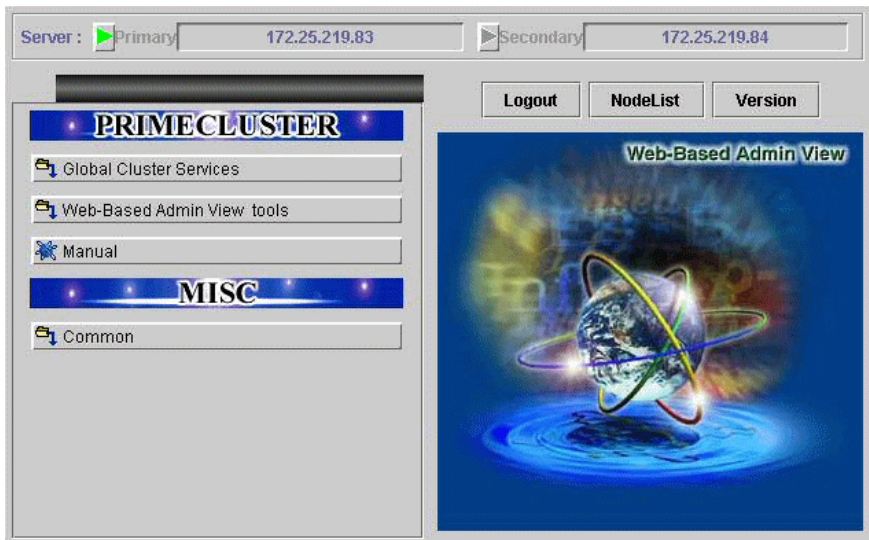 Server : Primary 172.25.219.83 Secondary 172.25.219.84
Logout NodeList Version
PRIMECLUSTER
Global Cluster Services
Web-Based Admin View tools
Manual
MISC
Common
Web-Based Admin View